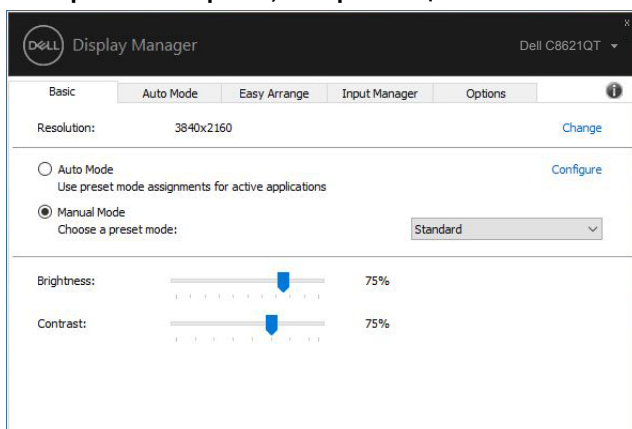 DELL Display Manager
Dell C8621QT
x
Basic Auto Mode Easy Arrange Input Manager Options
Resolution: 3840x2160 Change
Auto Mode Configure
Use preset mode assignments for active applications
Manual Mode
Choose a preset mode: Standard
Brightness: 75%
Contrast: 75%